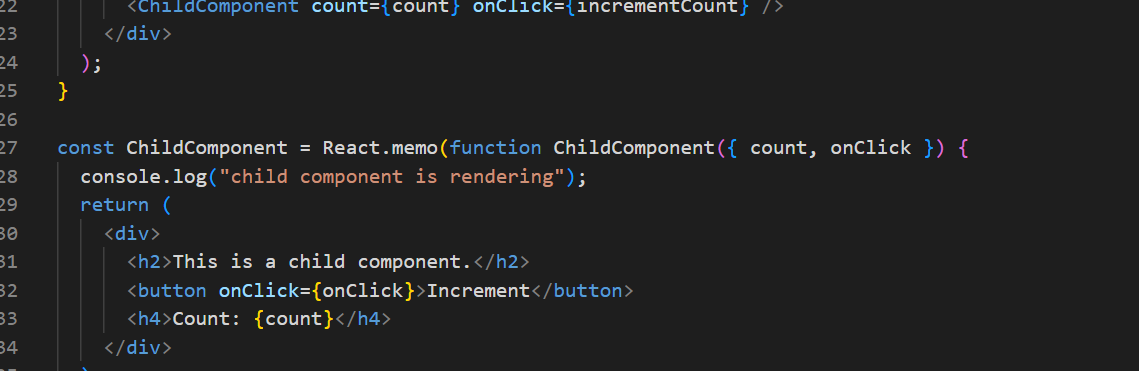 22 <ChildComponent count={count} onClick={incrementCount} />
23 </div>
24 );
25 }
26
27 const ChildComponent = React.memo(function ChildComponent({ count, onClick }) {
28 console.log("child component is rendering");
29 return (
30 <div>
31 <h2>This is a child component.</h2>
32 <button onClick={onClick}>Increment</button>
33 <h4>Count: {count}</h4>
34 </div>